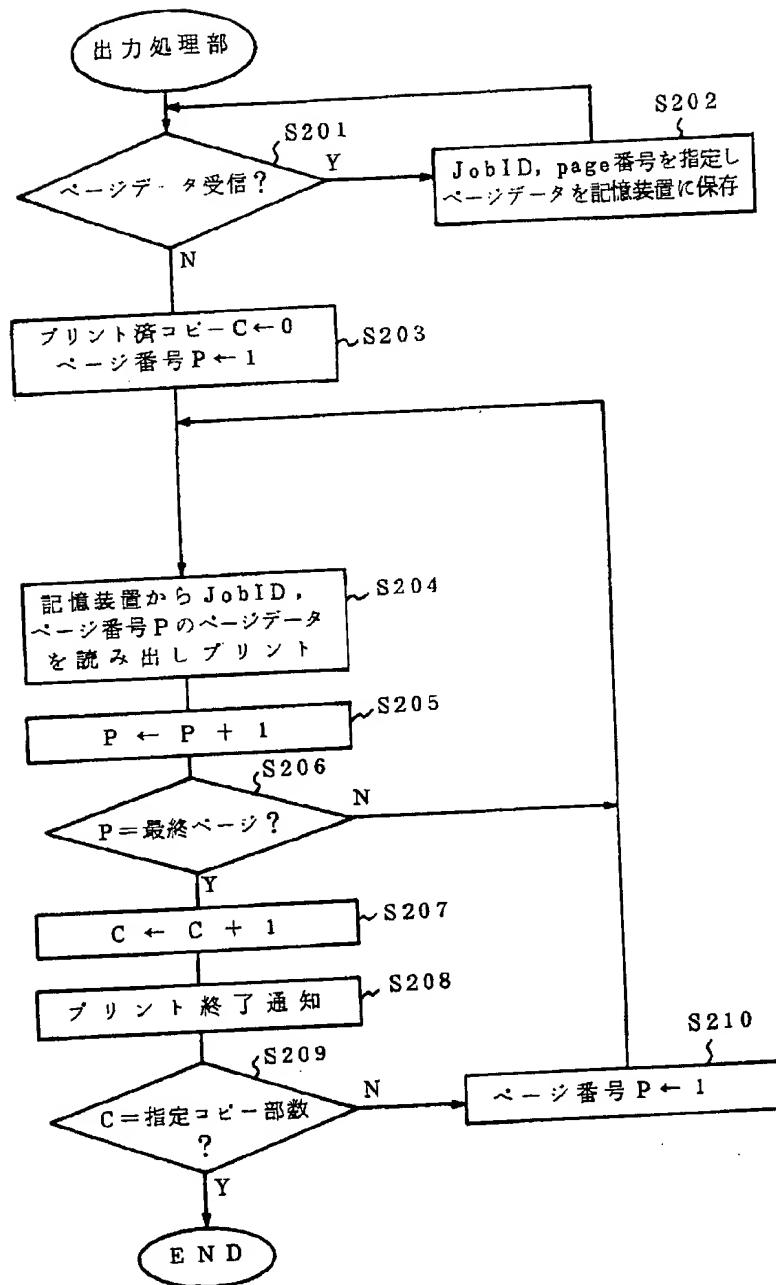 出力処理部
S201
ページデータ受信?
Y
N
S202
JobID,page番号を指定し
ページデータを記憶装置に保存
プリント済コピーC←0
ページ番号P←1
S203
記憶装置からJobID,
ページ番号Pのページデータ
を読み出しプリント
S204
P ← P + 1
S205
S206
P=最終ページ?
N
Y
C ← C + 1
S207
プリント終了通知
S208
S209
C=指定コピー部数
?
N
Y
S210
ページ番号P←1
END